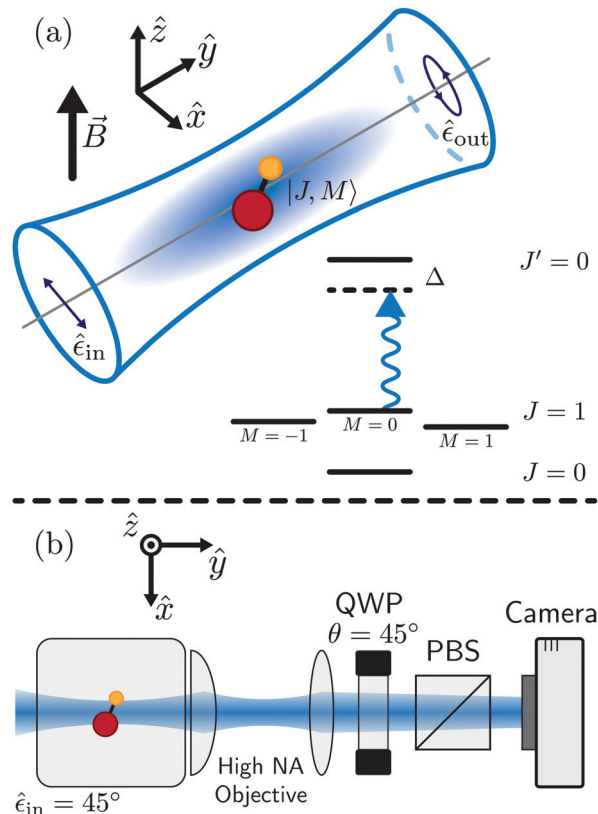 (a)
ẑ
ŷ
x̂
B⃗
ε̂out
|J, M⟩
ε̂in
J′ = 0
Δ
J = 1
M = −1
M = 0
M = 1
J = 0
(b)
ẑ
ŷ
x̂
QWP
θ = 45°
PBS
Camera
High NA
Objective
ε̂in = 45°